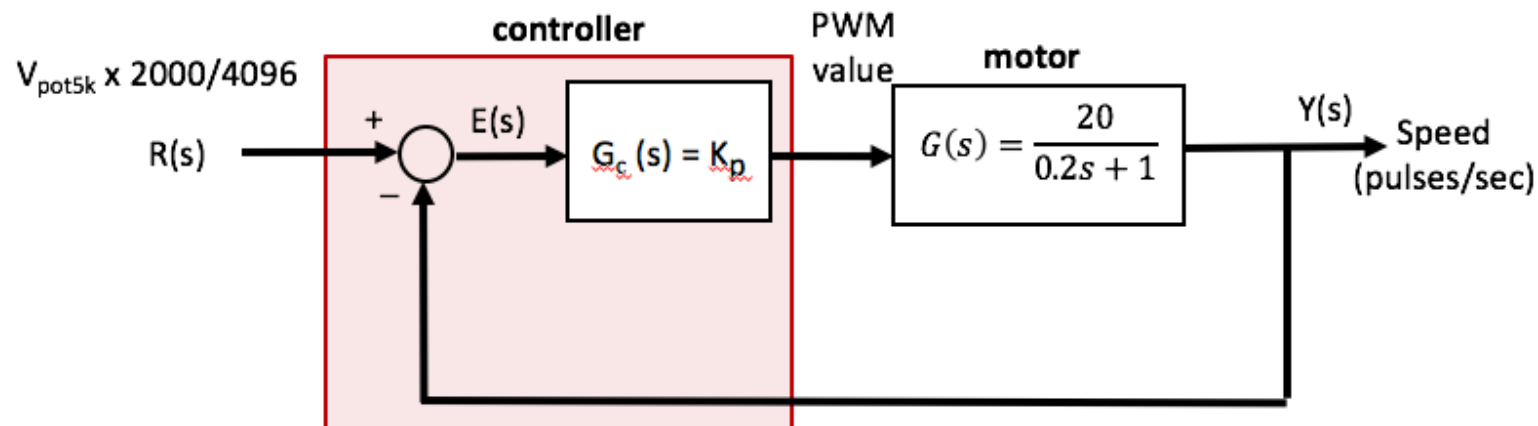 controller
PWM
value
motor
V_pot5k x 2000/4096
R(s)
+
−
E(s)
G_c (s) = K_p
G(s) = 20 / (0.2s + 1)
Y(s)
Speed
(pulses/sec)